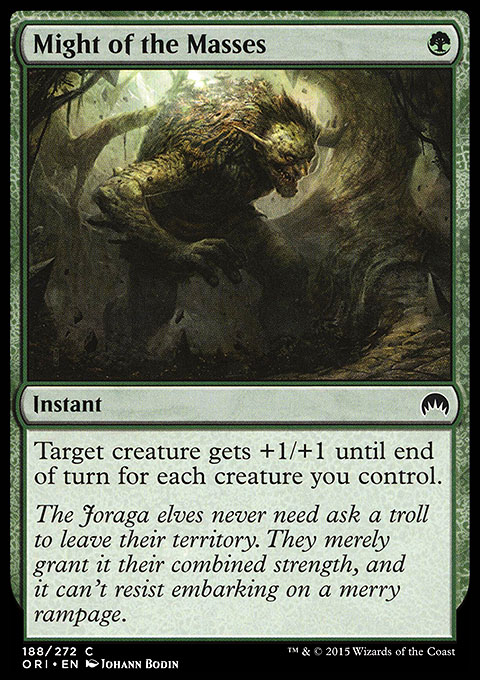 Might of the Masses
Instant
Target creature gets +1/+1 until end
of turn for each creature you control.
The Joraga elves never need ask a troll
to leave their territory. They merely
grant it their combined strength, and
it can't resist embarking on a merry
rampage.
188/272 C
ORI • EN Johann Bodin
™ & © 2015 Wizards of the Coast